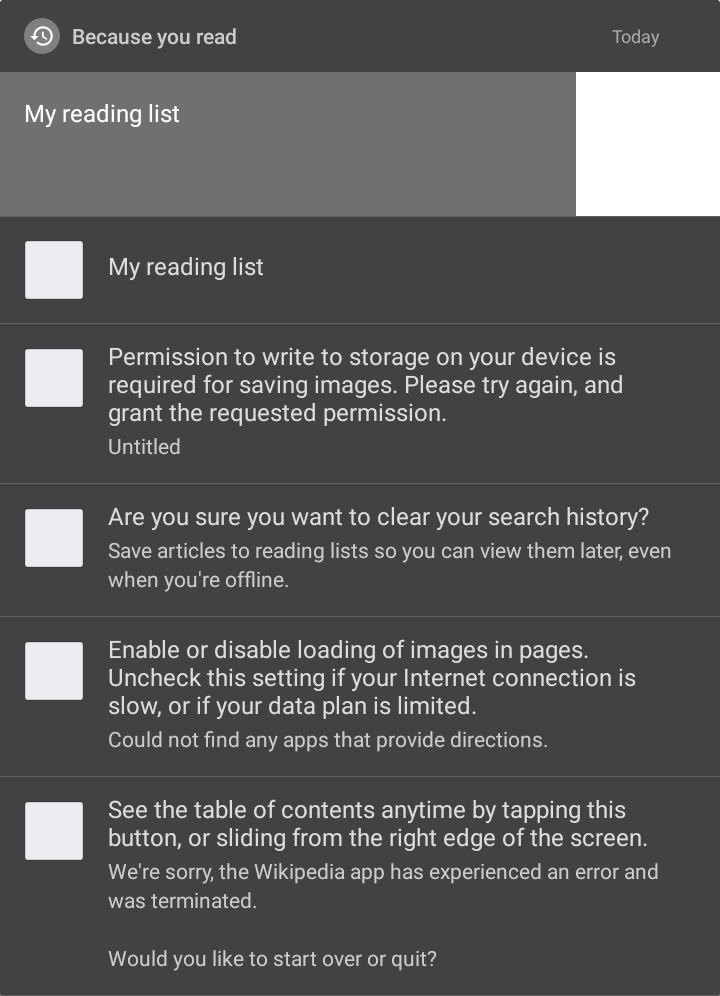 Because you read
Today
My reading list
My reading list
Permission to write to storage on your device is
required for saving images. Please try again, and
grant the requested permission.
Untitled
Are you sure you want to clear your search history?
Save articles to reading lists so you can view them later, even
when you're offline.
Enable or disable loading of images in pages.
Uncheck this setting if your Internet connection is
slow, or if your data plan is limited.
Could not find any apps that provide directions.
See the table of contents anytime by tapping this
button, or sliding from the right edge of the screen.
We're sorry, the Wikipedia app has experienced an error and
was terminated.
Would you like to start over or quit?